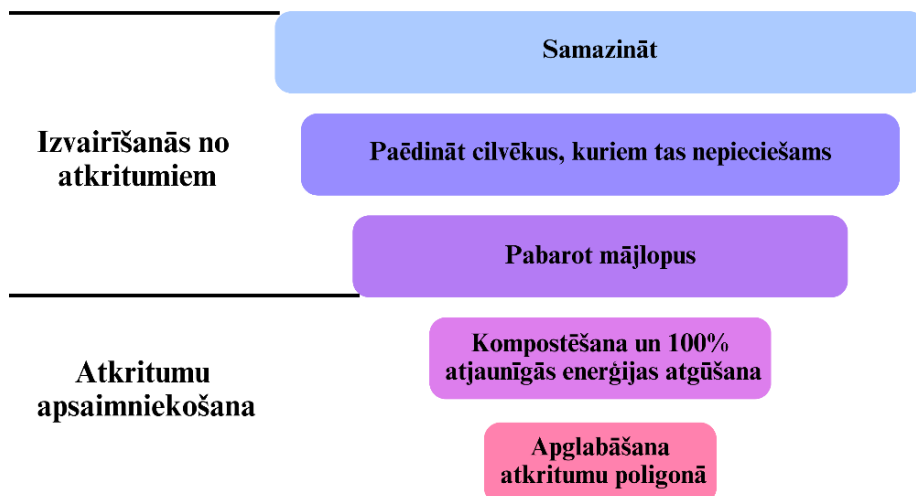 Samazināt
Izvairīšanās no
atkritumiem
Paēdināt cilvēkus, kuriem tas nepieciešams
Pabarot mājlopus
Atkritumu
apsaimniekošana
Kompostēšana un 100%
atjaunīgās enerģijas atgūšana
Apglabāšana
atkritumu poligonā